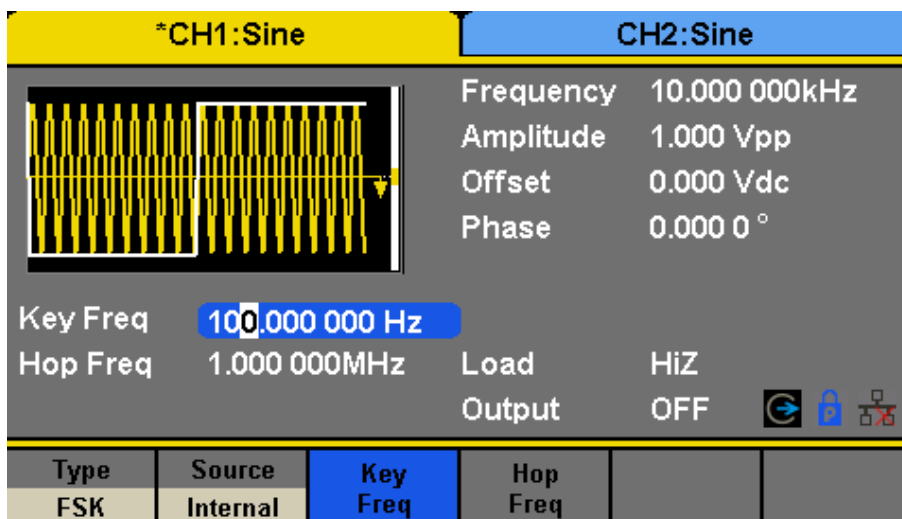 *CH1:Sine CH2:Sine
Frequency 10.000 000kHz
Amplitude 1.000 Vpp
Offset 0.000 Vdc
Phase 0.000 0 °
Key Freq 100.000 000 Hz
Hop Freq 1.000 000MHz Load HiZ
Output OFF P
Type Source Key Hop
FSK Internal Freq Freq